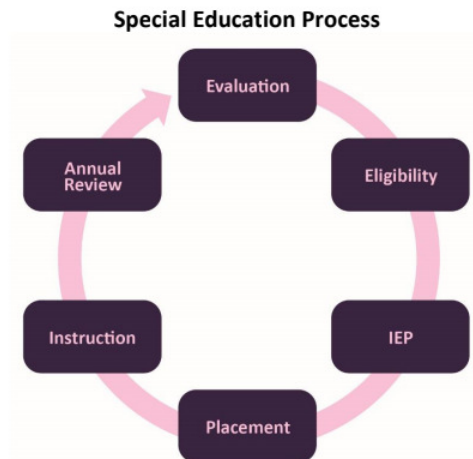 Special Education Process
Evaluation
Eligibility
IEP
Placement
Instruction
Annual
Review